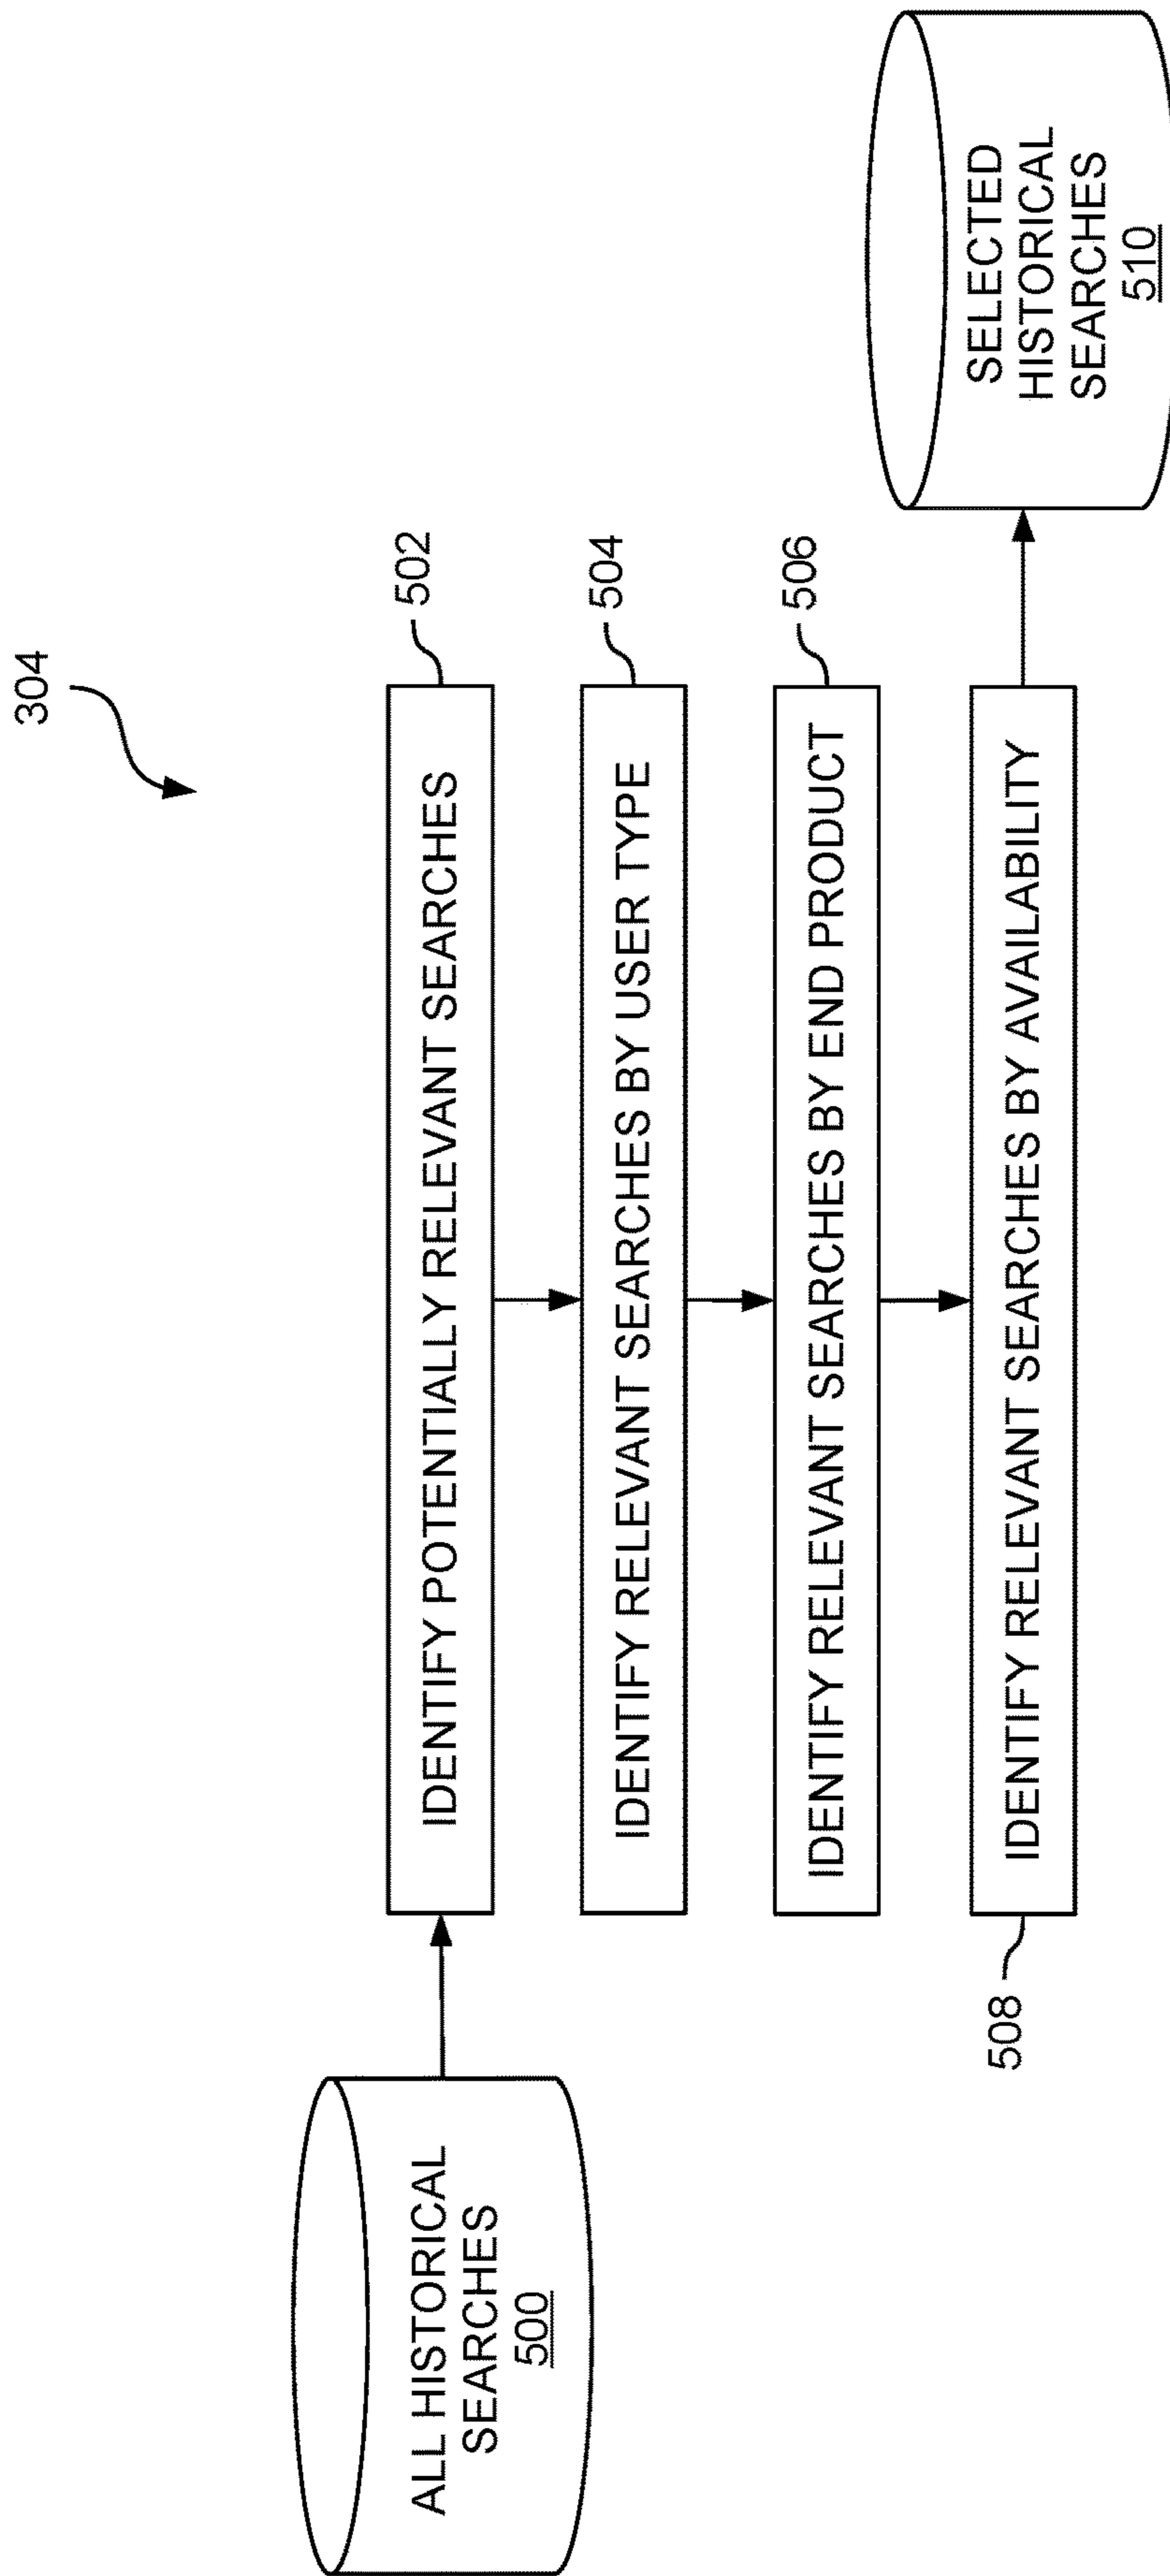 304
ALL HISTORICAL
SEARCHES
500
IDENTIFY POTENTIALLY RELEVANT SEARCHES
502
IDENTIFY RELEVANT SEARCHES BY USER TYPE
504
IDENTIFY RELEVANT SEARCHES BY END PRODUCT
506
508
IDENTIFY RELEVANT SEARCHES BY AVAILABILITY
SELECTED
HISTORICAL
SEARCHES
510